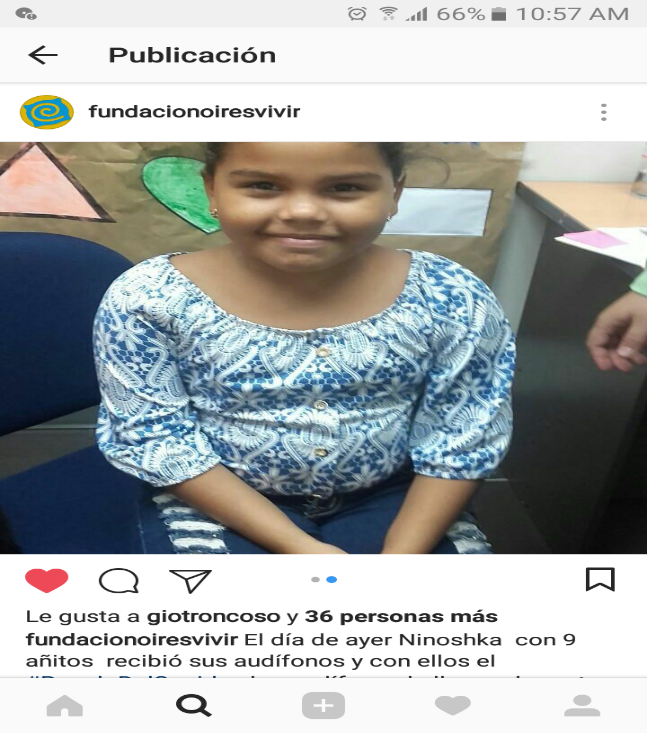 66% 10:57 AM
Publicación
fundacionoiresvivir
Le gusta a giotroncoso y 36 personas más
fundacionoiresvivir El día de ayer Ninoshka con 9
añitos recibió sus audífonos y con ellos el